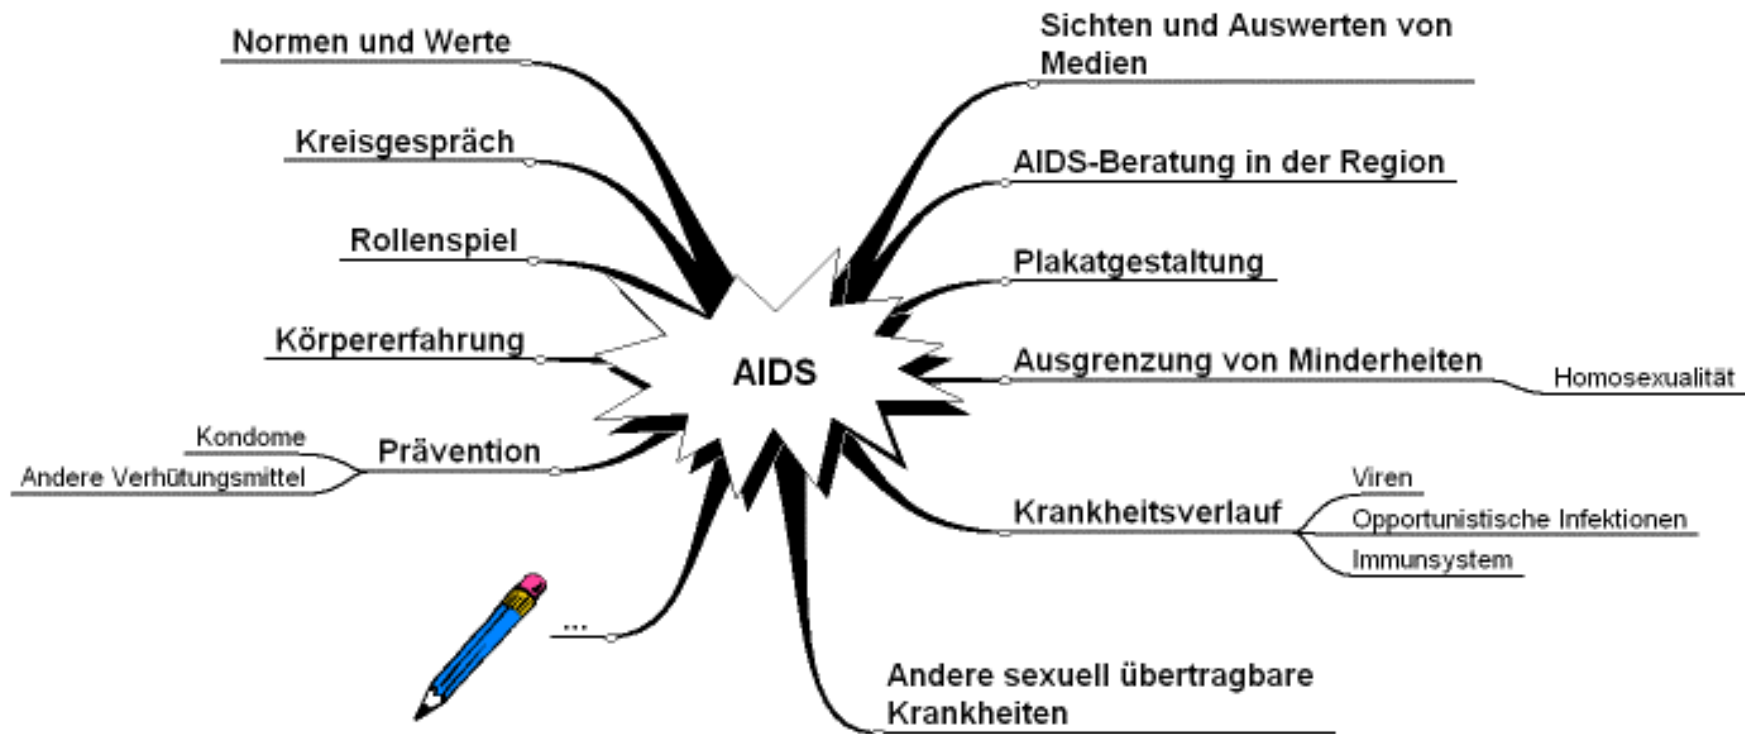 Normen und Werte
Kreisgespräch
Rollenspiel
Körpererfahrung
Prävention
Kondome
Andere Verhütungsmittel
...
AIDS
Sichten und Auswerten von
Medien
AIDS-Beratung in der Region
Plakatgestaltung
Ausgrenzung von Minderheiten
Homosexualität
Krankheitsverlauf
Viren
Opportunistische Infektionen
Immunsystem
Andere sexuell übertragbare
Krankheiten